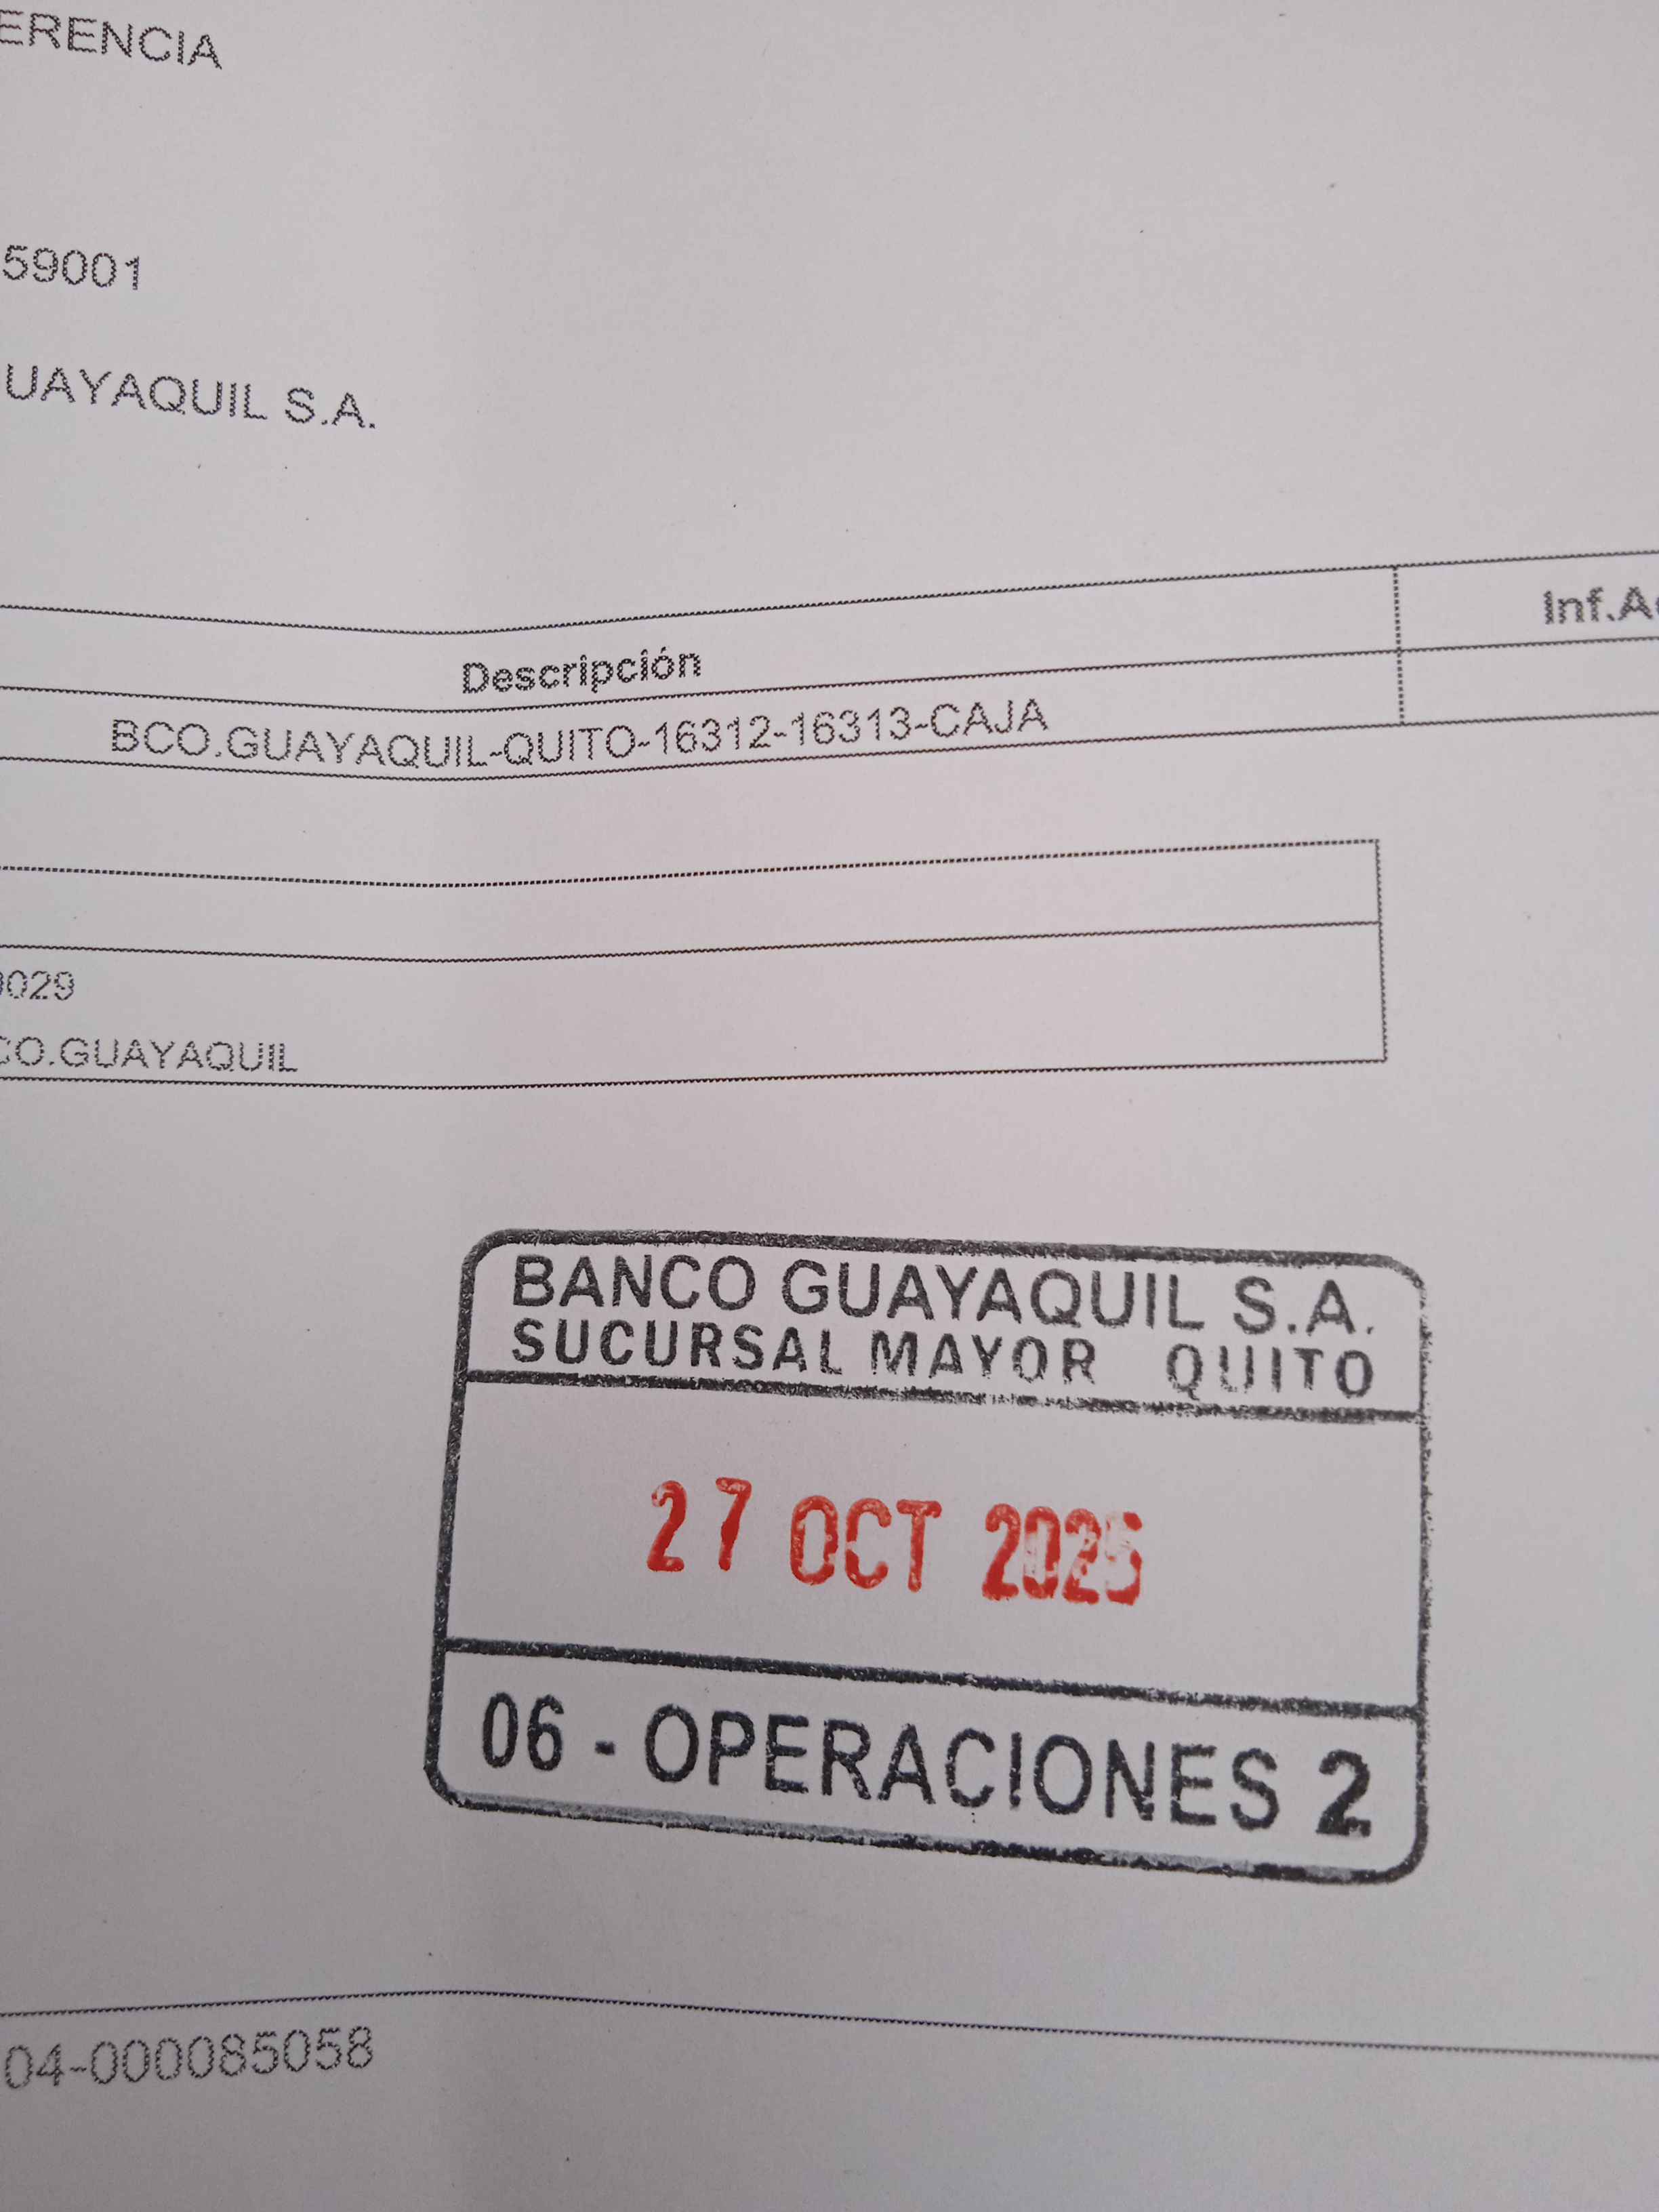 ERENCIA
59001
UAYAQUIL S.A.
Descripción
Inf.A
BCO.GUAYAQUIL-QUITO-16312-16313-CAJA
029
CO.GUAYAQUIL
BANCO GUAYAQUIL S.A.
SUCURSAL MAYOR QUITO
27 OCT 2025
06 - OPERACIONES 2
04-000085058